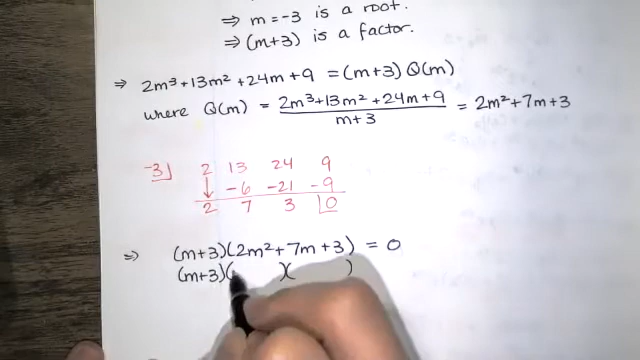 ⇒ m = -3 is a root.
⇒ (m+3) is a factor.
⇒ 2m³+13m²+24m+9 = (m+3) Q(m)
where Q(m) = 2m³+13m²+24m+9 / m+3 = 2m²+7m+3
-3 2 13 24 9
↓ -6 -21 -9
2 7 3 0
⇒ (m+3)(2m²+7m+3) = 0
(m+3)( )( )